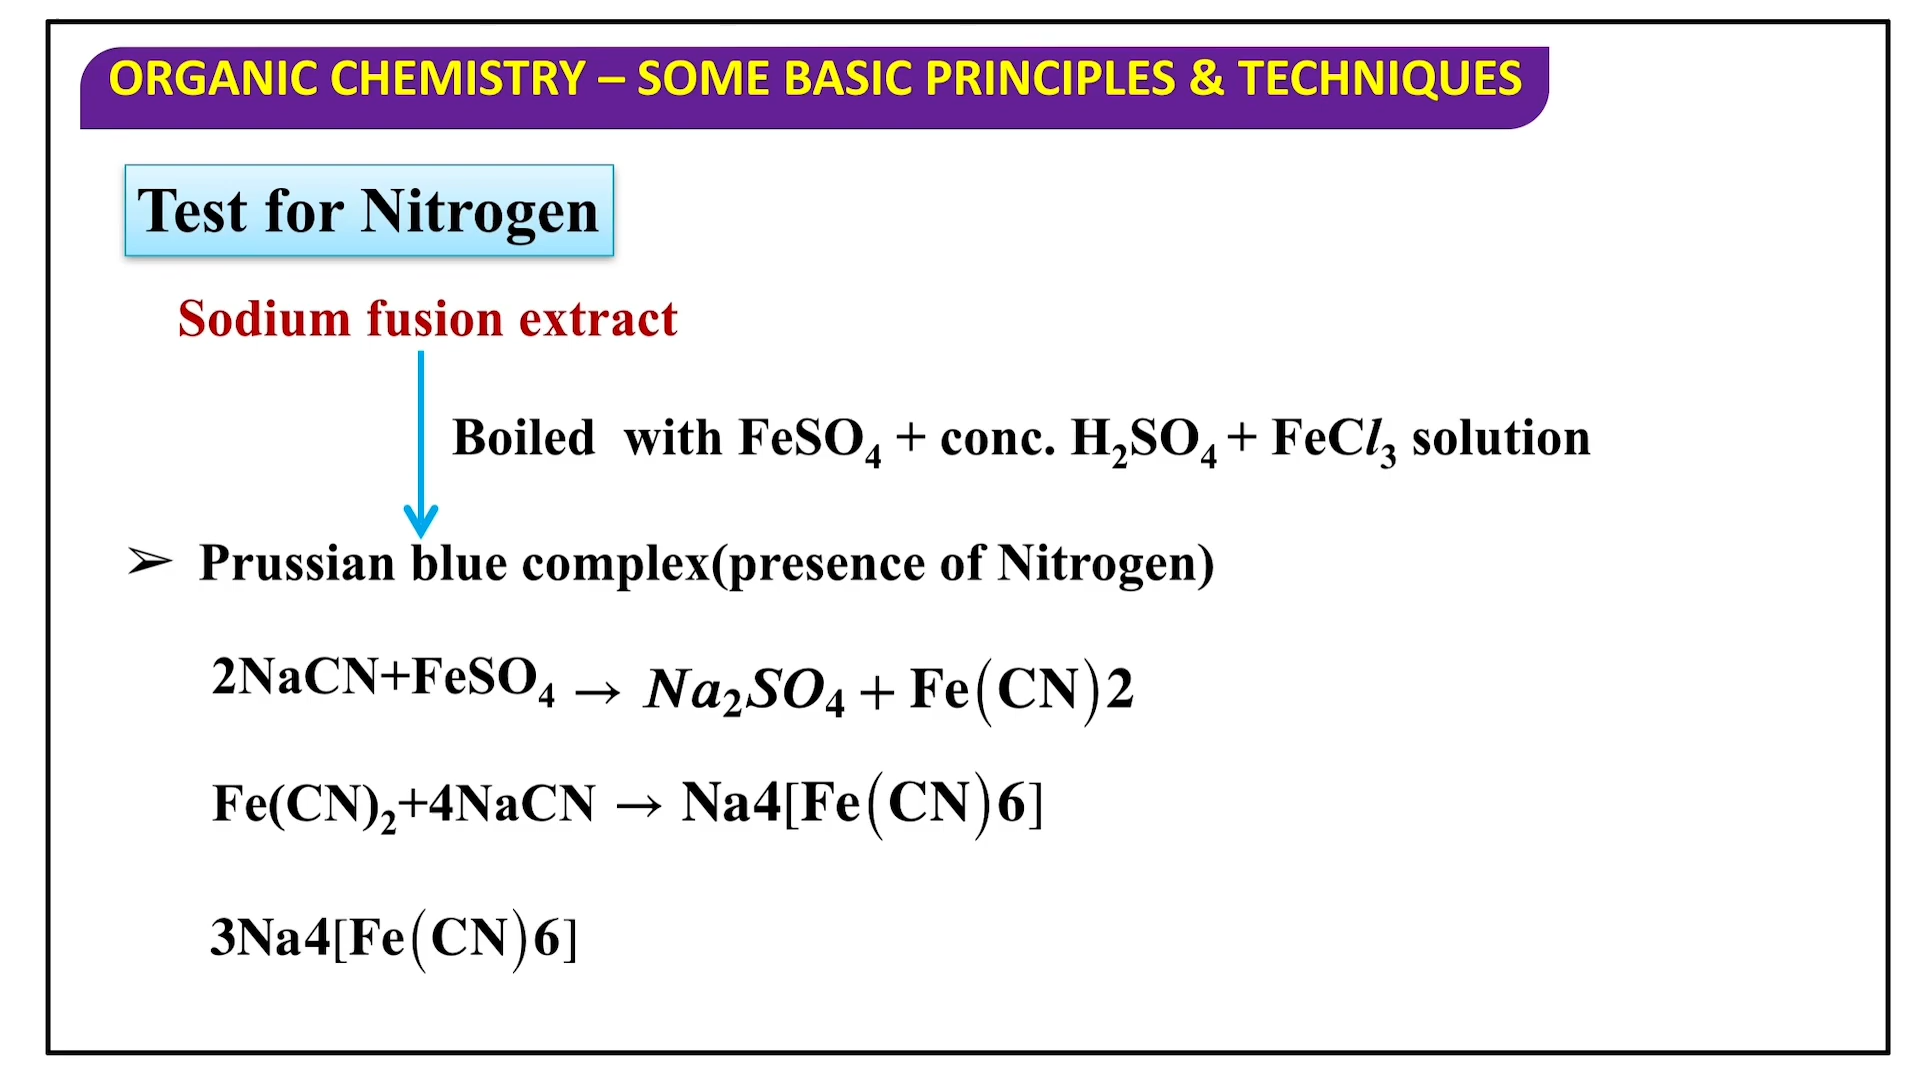 ORGANIC CHEMISTRY – SOME BASIC PRINCIPLES & TECHNIQUES
Test for Nitrogen
Sodium fusion extract
Boiled with FeSO₄ + conc. H₂SO₄ + FeCl₃ solution
➢ Prussian blue complex(presence of Nitrogen)
2NaCN+FeSO₄ → Na₂SO₄ + Fe(CN)2
Fe(CN)₂+4NaCN → Na4[Fe(CN)6]
3Na4[Fe(CN)6]